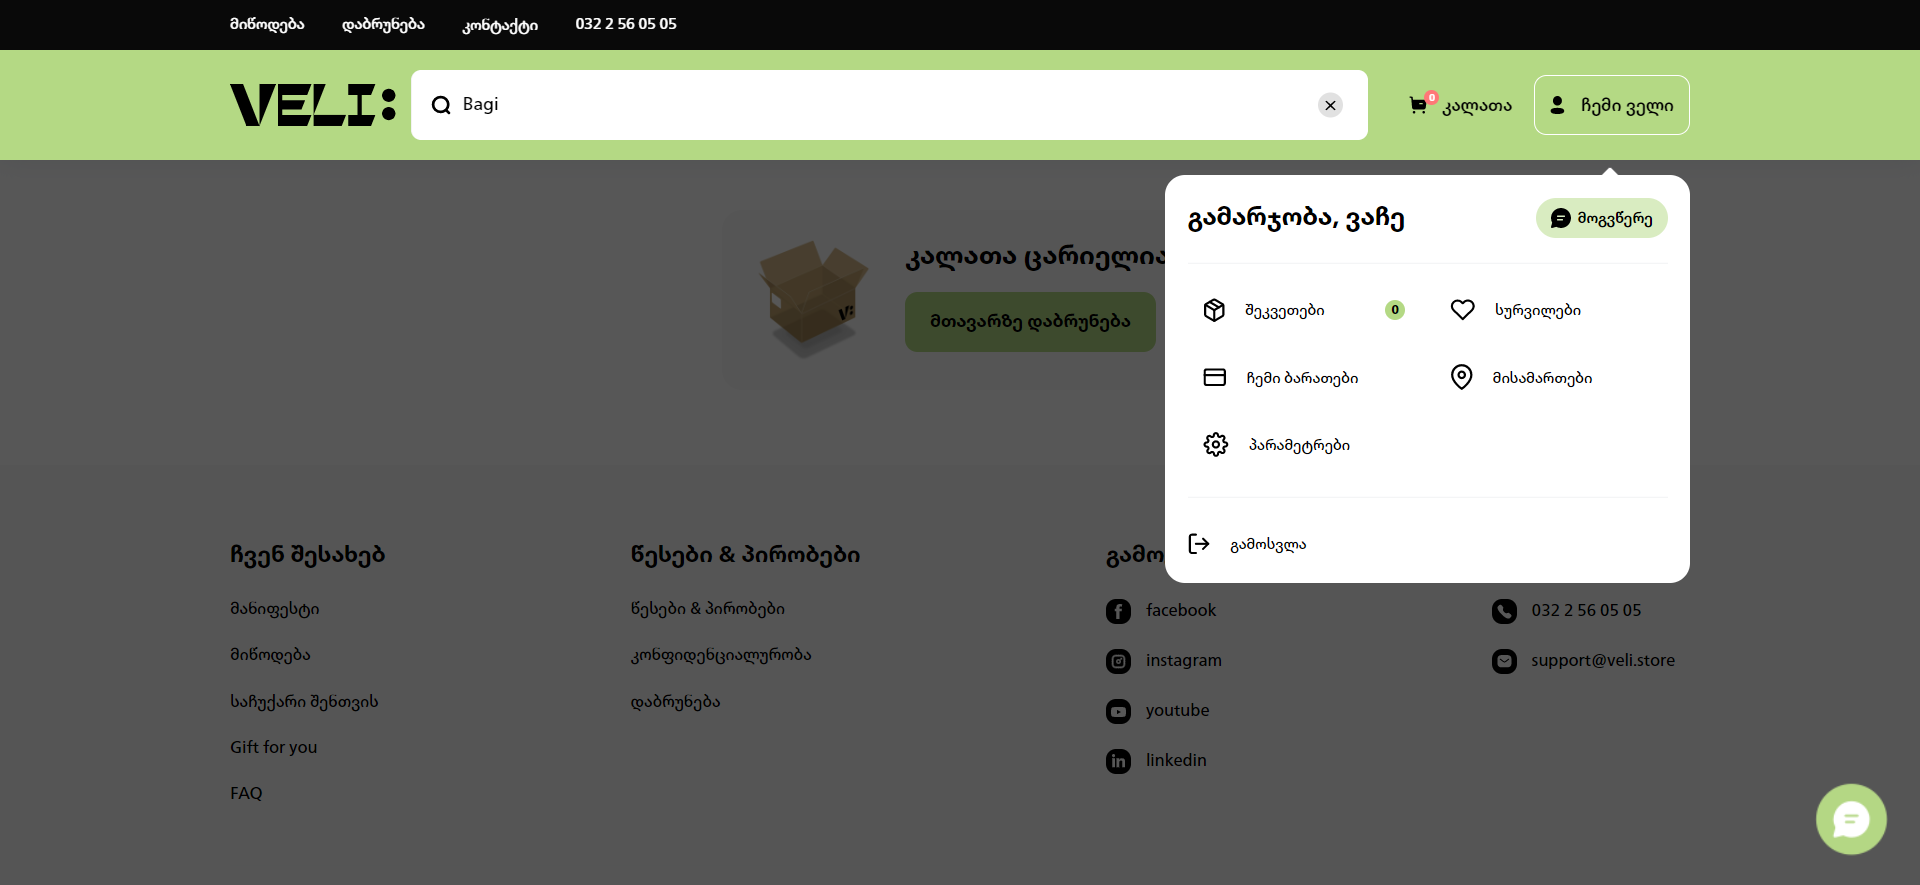 მიწოდება დაბრუნება კონტაქტი 032 2 56 05 05
VELI:
Bagi
0 კალათა
ჩემი ველი
გამარჯობა, ვაჩე
მოგვწერე
კალათა ცარიელია
მთავარზე დაბრუნება
შეკვეთები 0
სურვილები
ჩემი ბარათები
მისამართები
პარამეტრები
გამოსვლა
ჩვენ შესახებ
მანიფესტი
მიწოდება
საჩუქარი შენთვის
Gift for you
FAQ
წესები & პირობები
წესები & პირობები
კონფიდენციალურობა
დაბრუნება
გამო
facebook
instagram
youtube
linkedin
032 2 56 05 05
support@veli.store